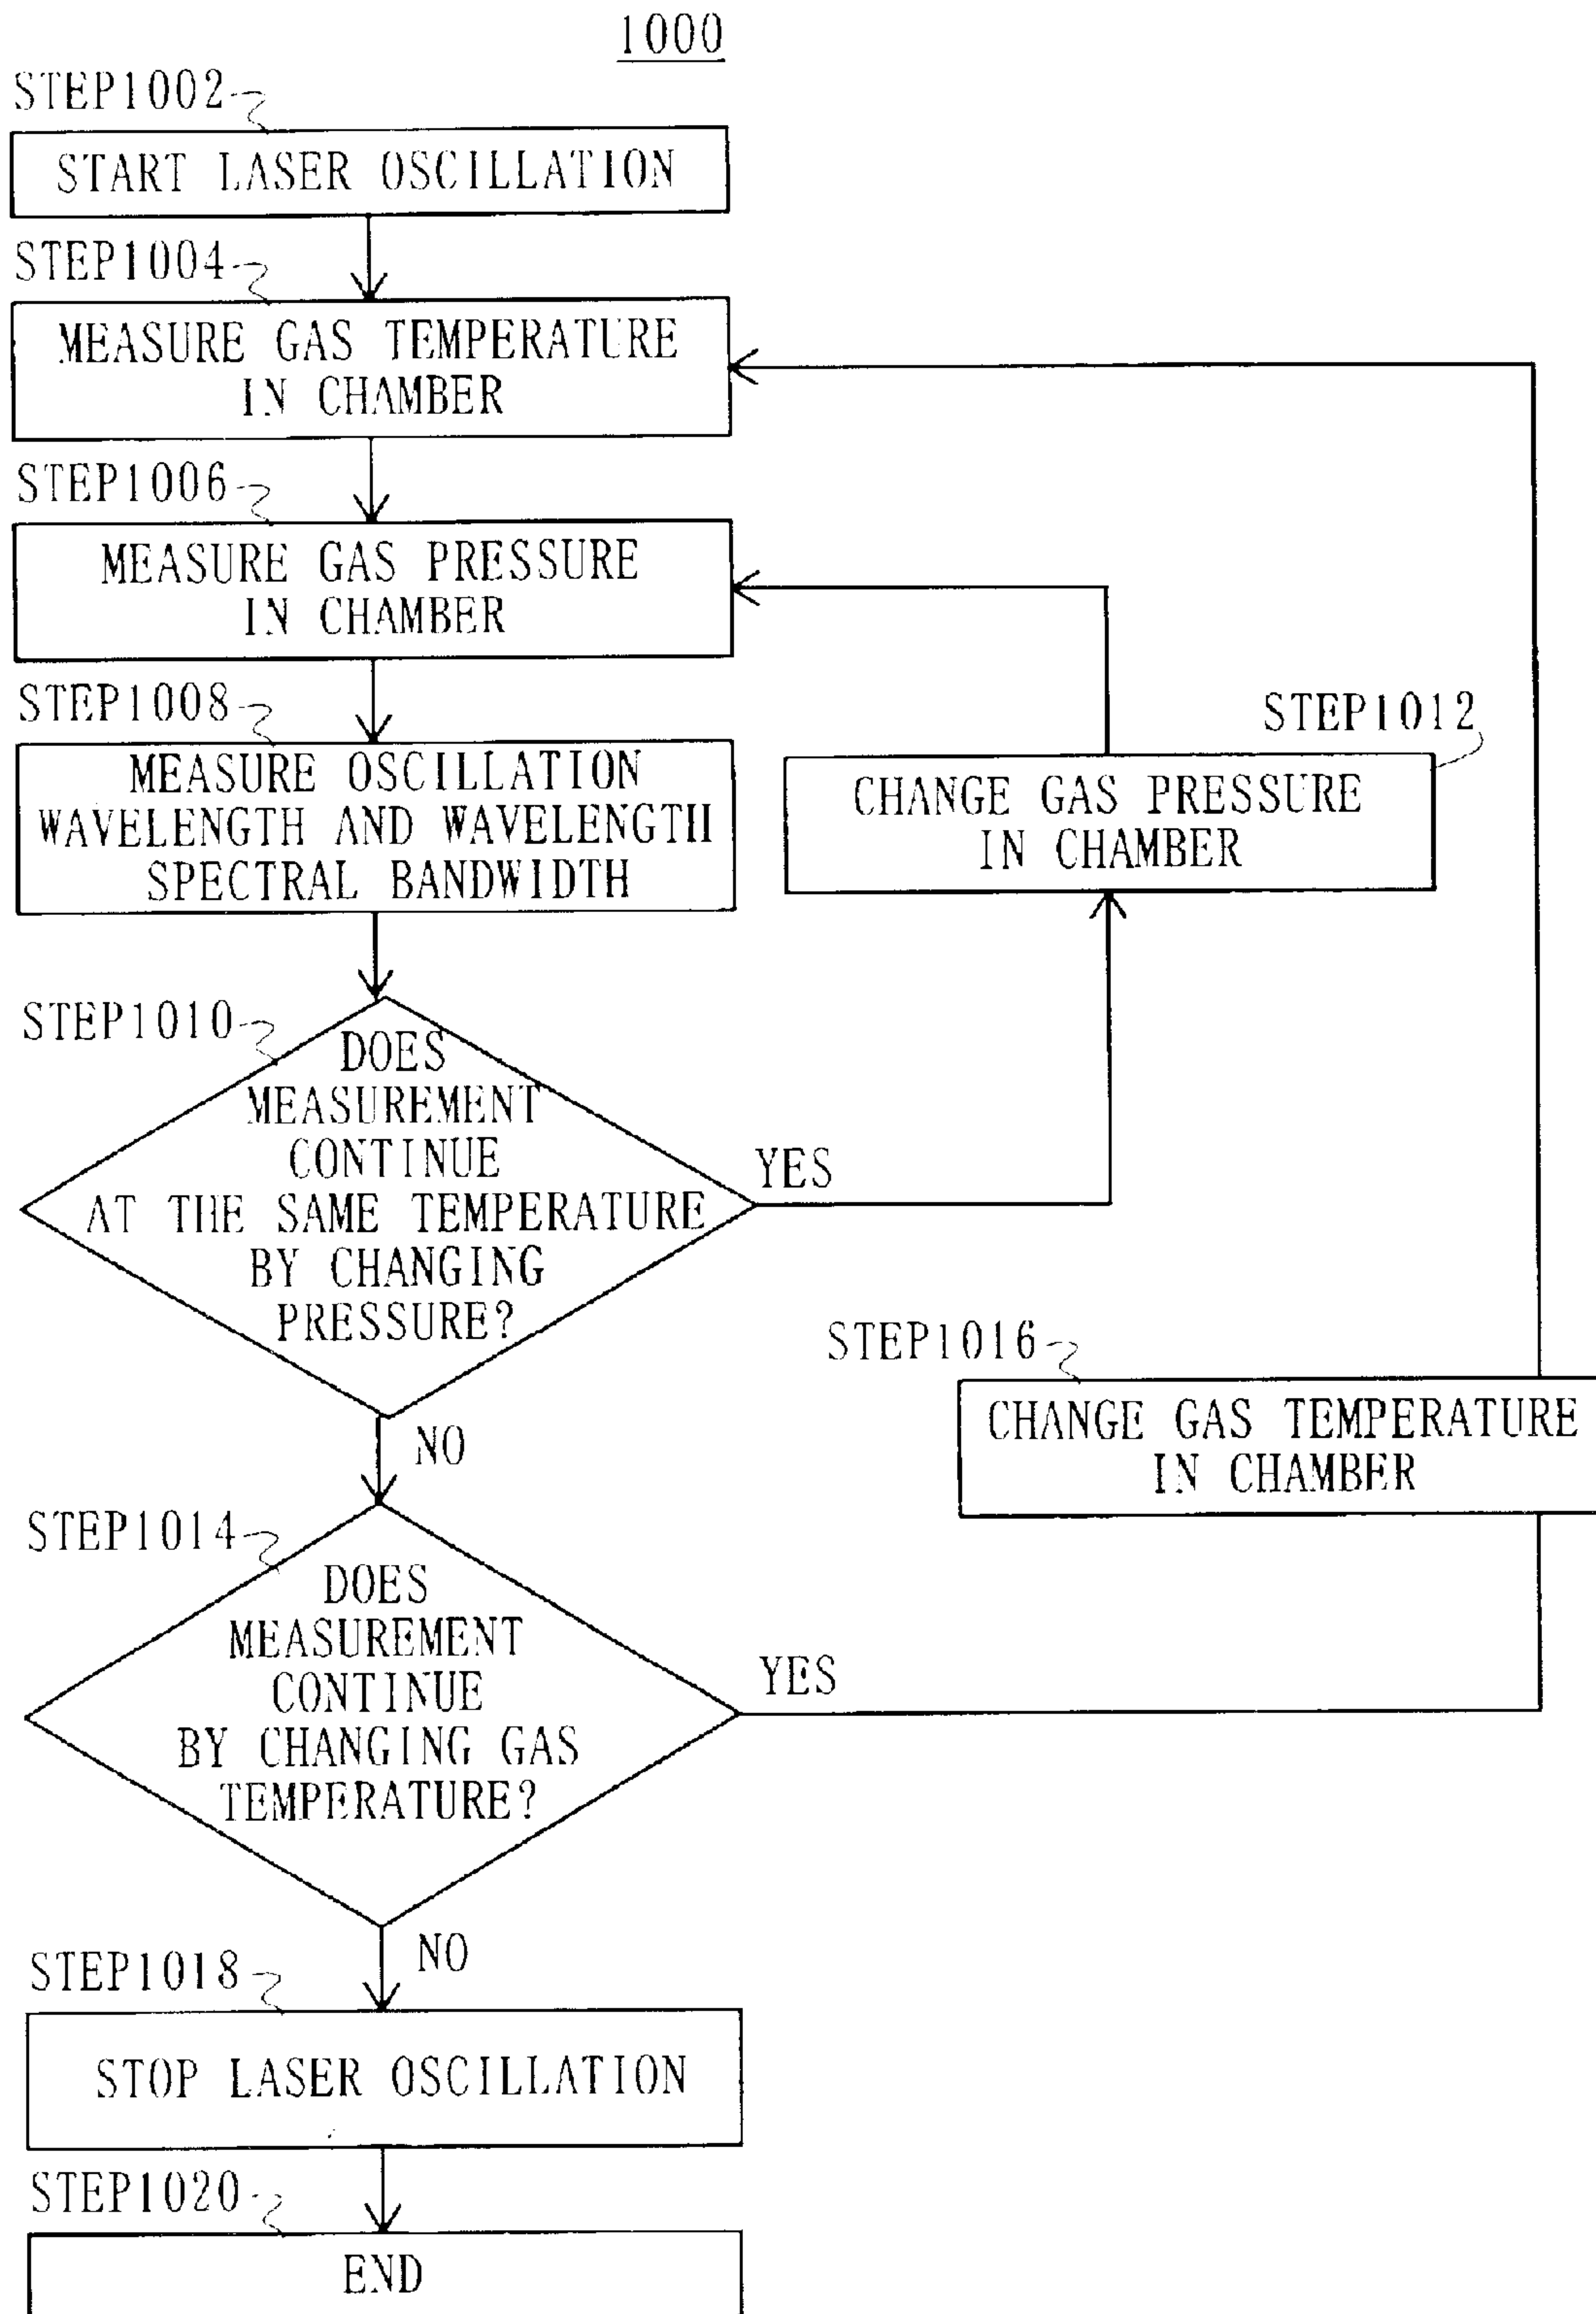 1000
STEP1002
START LASER OSCILLATION
STEP1004
MEASURE GAS TEMPERATURE
IN CHAMBER
STEP1006
MEASURE GAS PRESSURE
IN CHAMBER
STEP1008
MEASURE OSCILLATION
WAVELENGTH AND WAVELENGTH
SPECTRAL BANDWIDTH
STEP1012
CHANGE GAS PRESSURE
IN CHAMBER
STEP1010
DOES
MEASUREMENT
CONTINUE
AT THE SAME TEMPERATURE
BY CHANGING
PRESSURE?
YES
NO
STEP1016
CHANGE GAS TEMPERATURE
IN CHAMBER
STEP1014
DOES
MEASUREMENT
CONTINUE
BY CHANGING GAS
TEMPERATURE?
YES
NO
STEP1018
STOP LASER OSCILLATION
STEP1020
END